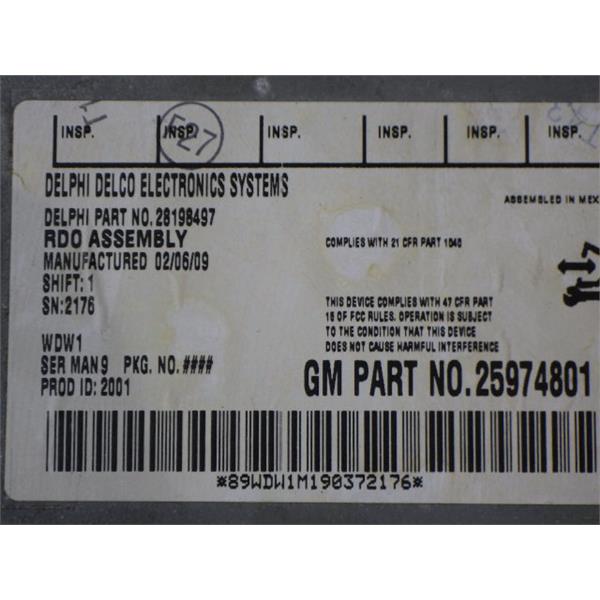 INSP. INSP. INSP. INSP. INSP. INSP.
F27
DELPHI DELCO ELECTRONICS SYSTEMS
ASSEMBLED IN MEX
DELPHI PART NO. 28198497
RDO ASSEMBLY
COMPLIES WITH 21 CFR PART 1040
MANUFACTURED 02/06/09
SHIFT: 1
SN:2176
THIS DEVICE COMPLIES WITH 47 CFR PART
15 OF FCC RULES. OPERATION IS SUBJECT
TO THE CONDITION THAT THIS DEVICE
DOES NOT CAUSE HARMFUL INTERFERENCE
WDW1
SER MAN 9 PKG. NO. ####
PROD ID: 2001
GM PART NO. 25974801
*89WDW1M190372176*